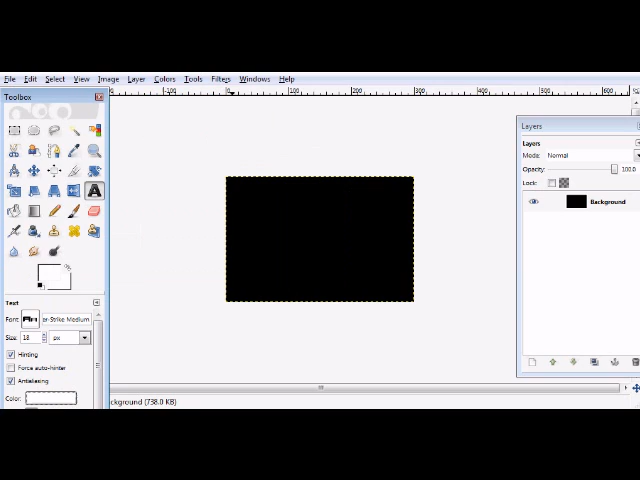 File Edit Select View Image Layer Colors Tools Filters Windows Help
Toolbox
-100 0 100 200 300 400 500 600
Layers
Layers
Mode: Normal
Opacity: 100.0
Lock:
Background
Text
Font: er-Strike Medium
Size: 18 px
Hinting
Force auto-hinter
Antialiasing
Color:
ckground (738.0 KB)